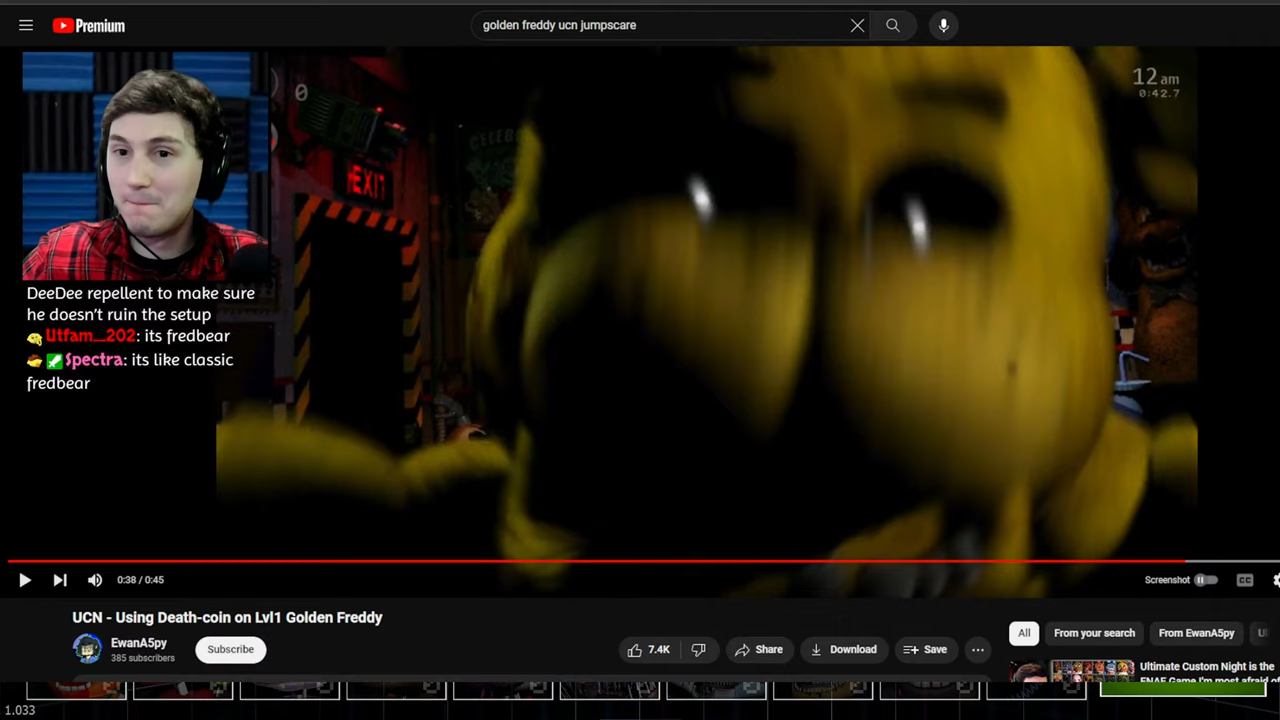 Premium
golden freddy ucn jumpscare
0
12 am
0:42.7
EXIT
DeeDee repellent to make sure
he doesn't ruin the setup
Utfam_202: its fredbear
Spectra: its like classic
fredbear
0:38 / 0:45
Screenshot
CC
UCN - Using Death-coin on Lvl1 Golden Freddy
EwanA5py
385 subscribers
Subscribe
7.4K
Share
Download
Save
All
From your search
From EwanA5py
Ultimate Custom Night is the
FNAF Game I'm most afraid of
1.033